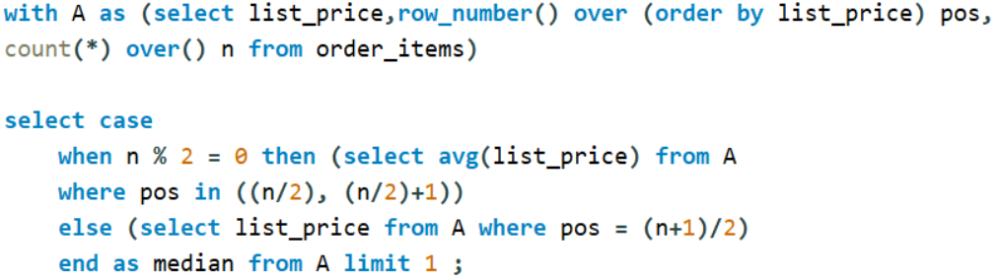 with A as (select list_price,row_number() over (order by list_price) pos,
count(*) over() n from order_items)
select case
when n % 2 = 0 then (select avg(list_price) from A
where pos in ((n/2), (n/2)+1))
else (select list_price from A where pos = (n+1)/2)
end as median from A limit 1 ;